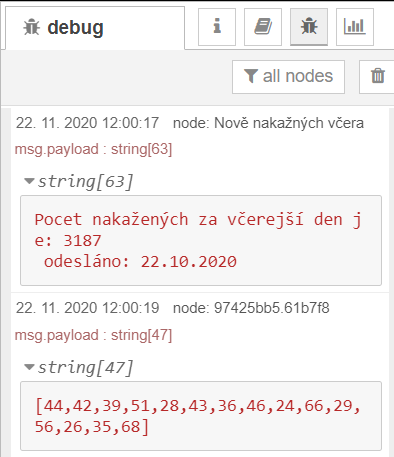 debug
all nodes
22. 11. 2020 12:00:17 node: Nově nakažných včera
msg.payload : string[63]
string[63]
Pocet nakažených za včerejší den j
e: 3187
odesláno: 22.10.2020
22. 11. 2020 12:00:19 node: 97425bb5.61b7f8
msg.payload : string[47]
string[47]
[44,42,39,51,28,43,36,46,24,66,29,
56,26,35,68]